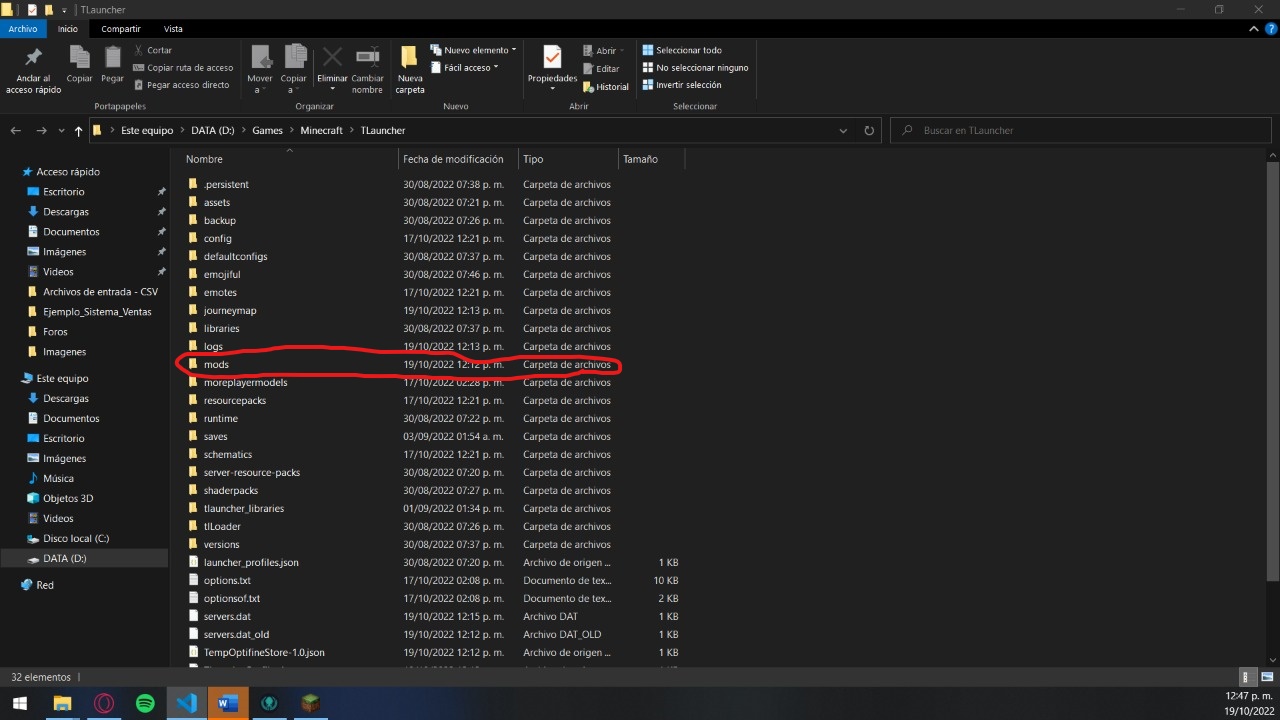 TLauncher
Archivo Inicio Compartir Vista
Anclar al acceso rápido
Copiar
Pegar
Cortar
Copiar ruta de acceso
Pegar acceso directo
Portapapeles
Mover a
Copiar a
Eliminar
Cambiar nombre
Organizar
Nueva carpeta
Nuevo elemento
Fácil acceso
Nuevo
Propiedades
Abrir
Editar
Historial
Abrir
Seleccionar todo
No seleccionar ninguno
Invertir selección
Seleccionar
Este equipo > DATA (D:) > Games > Minecraft > TLauncher
Buscar en TLauncher
Acceso rápido
Escritorio
Descargas
Documentos
Imágenes
Videos
Archivos de entrada - CSV
Ejemplo_Sistema_Ventas
Foros
Imagenes
Este equipo
Descargas
Documentos
Escritorio
Imágenes
Música
Objetos 3D
Videos
Disco local (C:)
DATA (D:)
Red
Nombre Fecha de modificación Tipo Tamaño
.persistent 30/08/2022 07:38 p. m. Carpeta de archivos
assets 30/08/2022 07:21 p. m. Carpeta de archivos
backup 30/08/2022 07:26 p. m. Carpeta de archivos
config 17/10/2022 12:21 p. m. Carpeta de archivos
defaultconfigs 30/08/2022 07:37 p. m. Carpeta de archivos
emojiful 30/08/2022 07:46 p. m. Carpeta de archivos
emotes 17/10/2022 12:21 p. m. Carpeta de archivos
journeymap 19/10/2022 12:13 p. m. Carpeta de archivos
libraries 30/08/2022 07:37 p. m. Carpeta de archivos
logs 19/10/2022 12:13 p. m. Carpeta de archivos
mods 19/10/2022 12:12 p. m. Carpeta de archivos
moreplayermodels 17/10/2022 02:28 p. m. Carpeta de archivos
resourcepacks 17/10/2022 12:21 p. m. Carpeta de archivos
runtime 30/08/2022 07:22 p. m. Carpeta de archivos
saves 03/09/2022 01:54 a. m. Carpeta de archivos
schematics 17/10/2022 12:21 p. m. Carpeta de archivos
server-resource-packs 30/08/2022 07:20 p. m. Carpeta de archivos
shaderpacks 30/08/2022 07:27 p. m. Carpeta de archivos
tlauncher_libraries 01/09/2022 01:34 p. m. Carpeta de archivos
tlLoader 30/08/2022 07:26 p. m. Carpeta de archivos
versions 30/08/2022 07:37 p. m. Carpeta de archivos
launcher_profiles.json 30/08/2022 07:20 p. m. Archivo de origen ... 1 KB
options.txt 17/10/2022 02:08 p. m. Documento de tex... 10 KB
optionsof.txt 17/10/2022 02:08 p. m. Documento de tex... 2 KB
servers.dat 19/10/2022 12:15 p. m. Archivo DAT 1 KB
servers.dat_old 19/10/2022 12:12 p. m. Archivo DAT_OLD 1 KB
TempOptifineStore-1.0.json 19/10/2022 12:12 p. m. Archivo de origen ... 1 KB
32 elementos
12:47 p. m.
19/10/2022